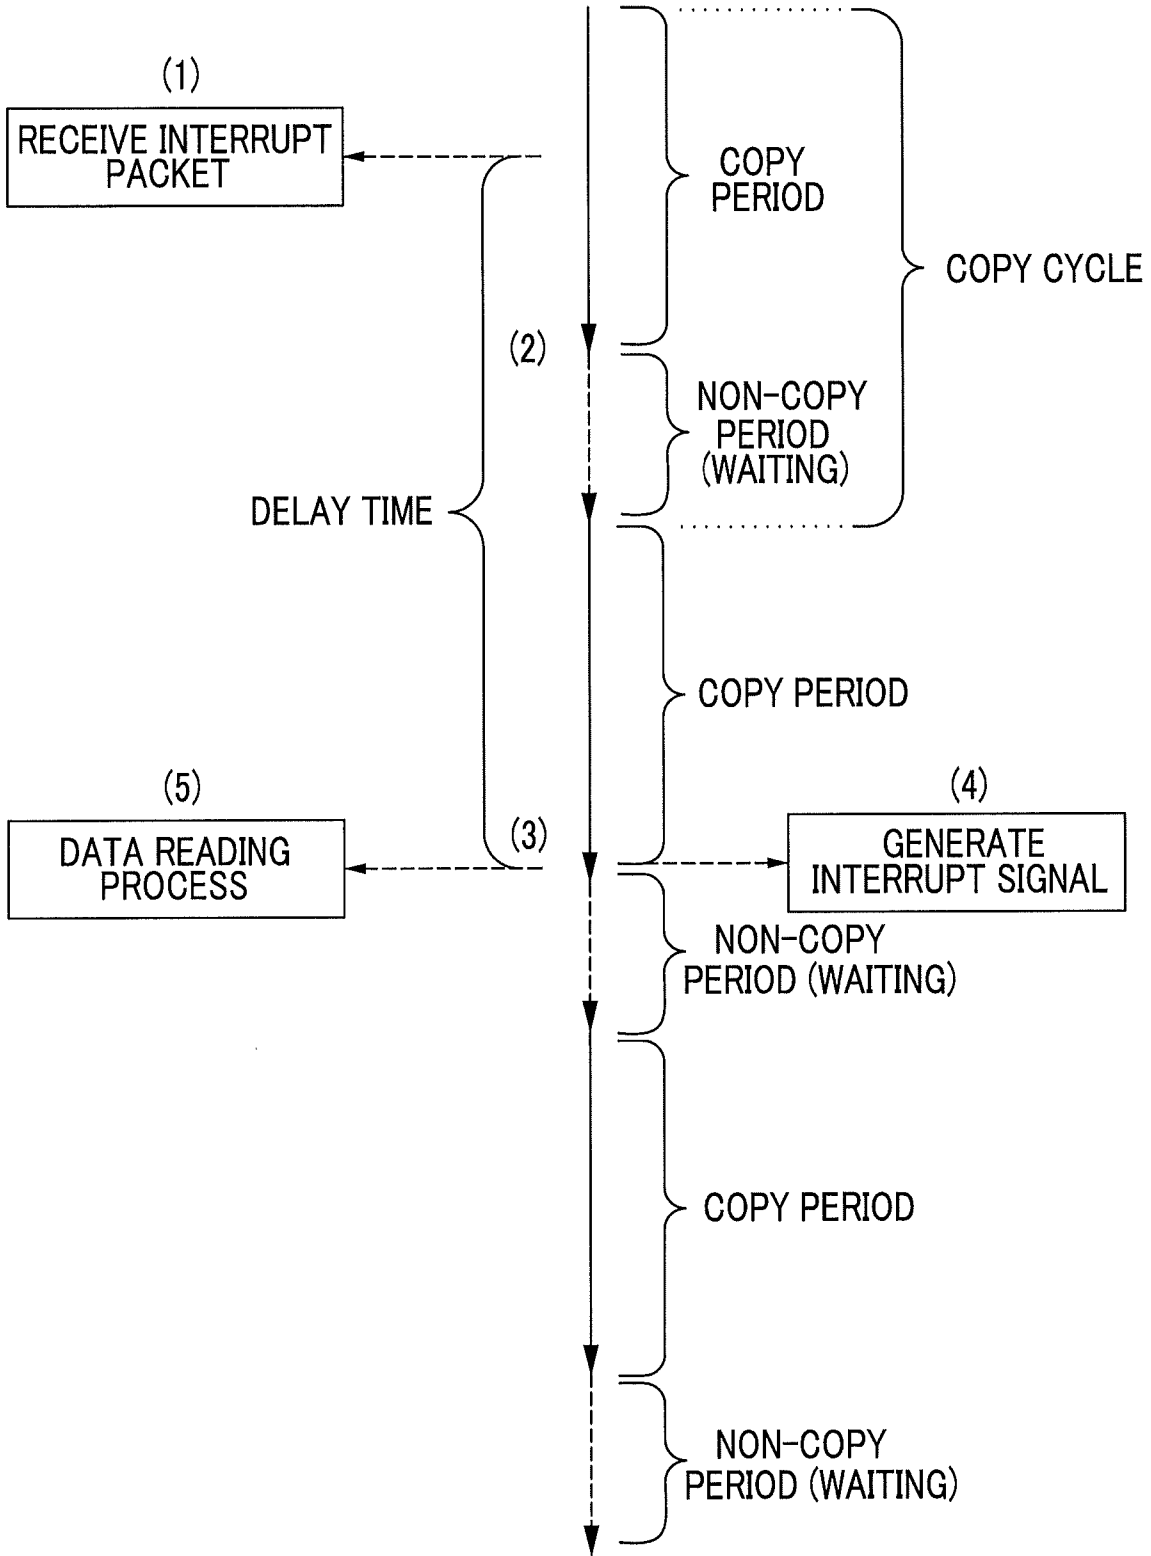 (1)
RECEIVE INTERRUPT
PACKET
COPY
PERIOD
COPY CYCLE
(2)
NON-COPY
PERIOD
(WAITING)
DELAY TIME
COPY PERIOD
(5)
DATA READING
PROCESS
(3)
(4)
GENERATE
INTERRUPT SIGNAL
NON-COPY
PERIOD (WAITING)
COPY PERIOD
NON-COPY
PERIOD (WAITING)